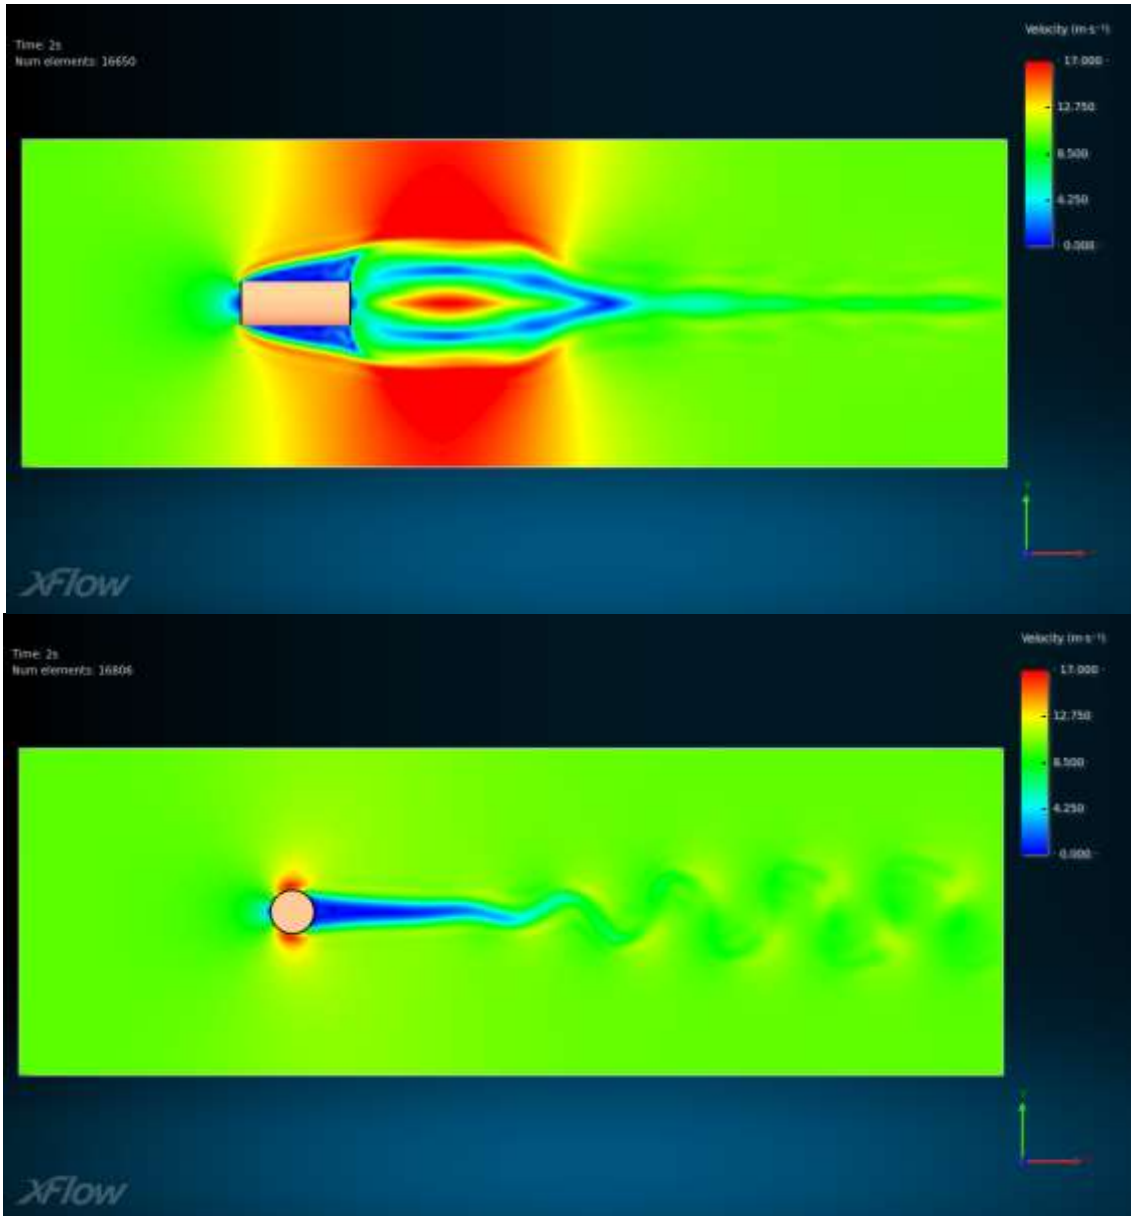 Time: 2s
Num elements: 16650
Velocity (m·s⁻¹)
17.000
12.750
8.500
4.250
0.000
XFlow
Time: 2s
Num elements: 16806
Velocity (m·s⁻¹)
17.000
12.750
8.500
4.250
0.000
XFlow